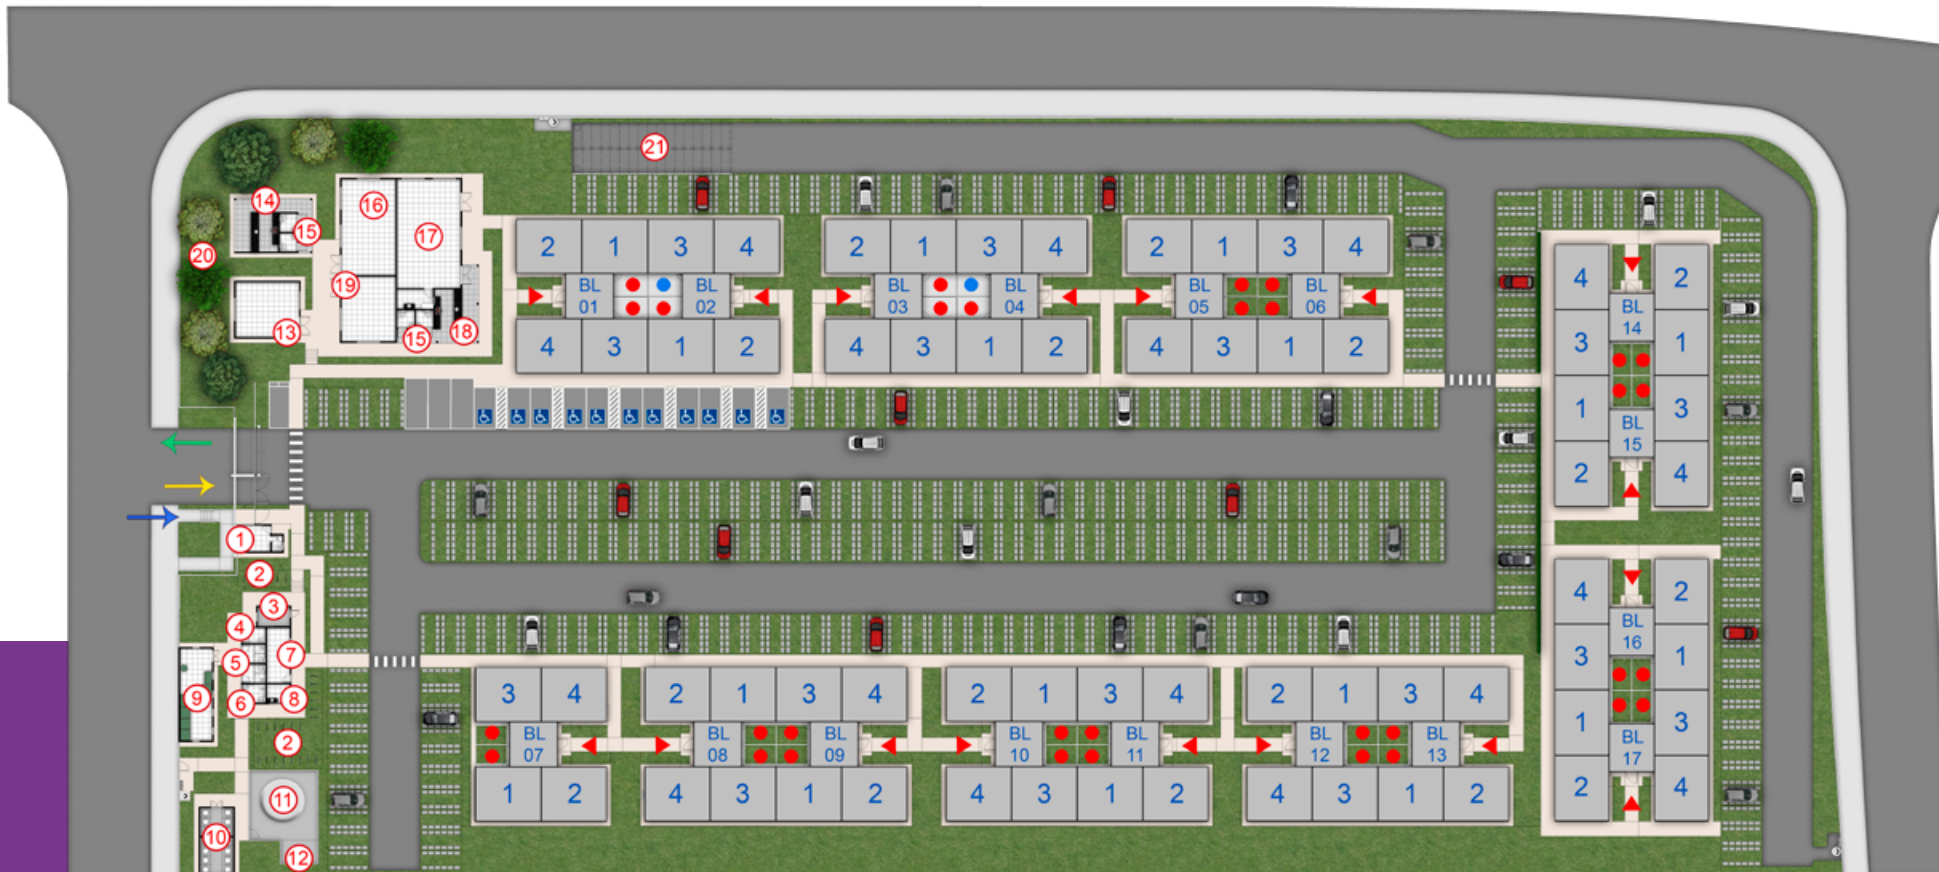 21
14
15
16
17
20
19
13
15
18
2 1 3 4
BL 01
BL 02
4 3 1 2
2 1 3 4
BL 03
BL 04
4 3 1 2
2 1 3 4
BL 05
BL 06
4 3 1 2
4 2
BL 14
3 1
1 3
BL 15
2 4
1
2
3
4
5
7
6
8
9
2
11
10
12
3 4
BL 07
1 2
2 1 3 4
BL 08
BL 09
4 3 1 2
2 1 3 4
BL 10
BL 11
4 3 1 2
2 1 3 4
BL 12
BL 13
4 3 1 2
4 2
BL 16
3 1
1 3
BL 17
2 4